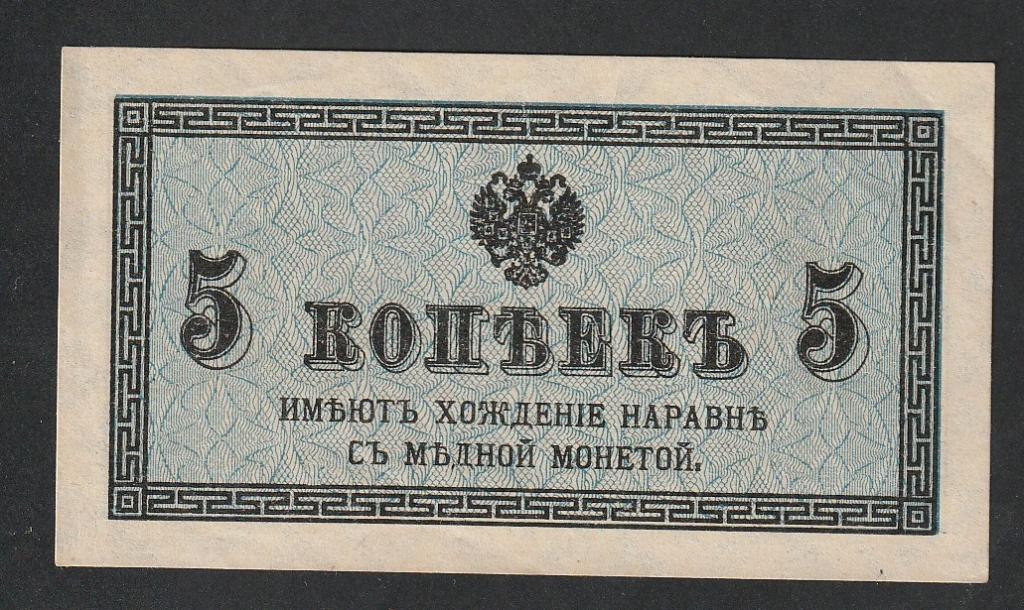 5 КОПѢЕКЪ 5
ИМѢЮТЪ ХОЖДЕНІЕ НАРАВНѢ
СЪ МѢДНОЙ МОНЕТОЙ.